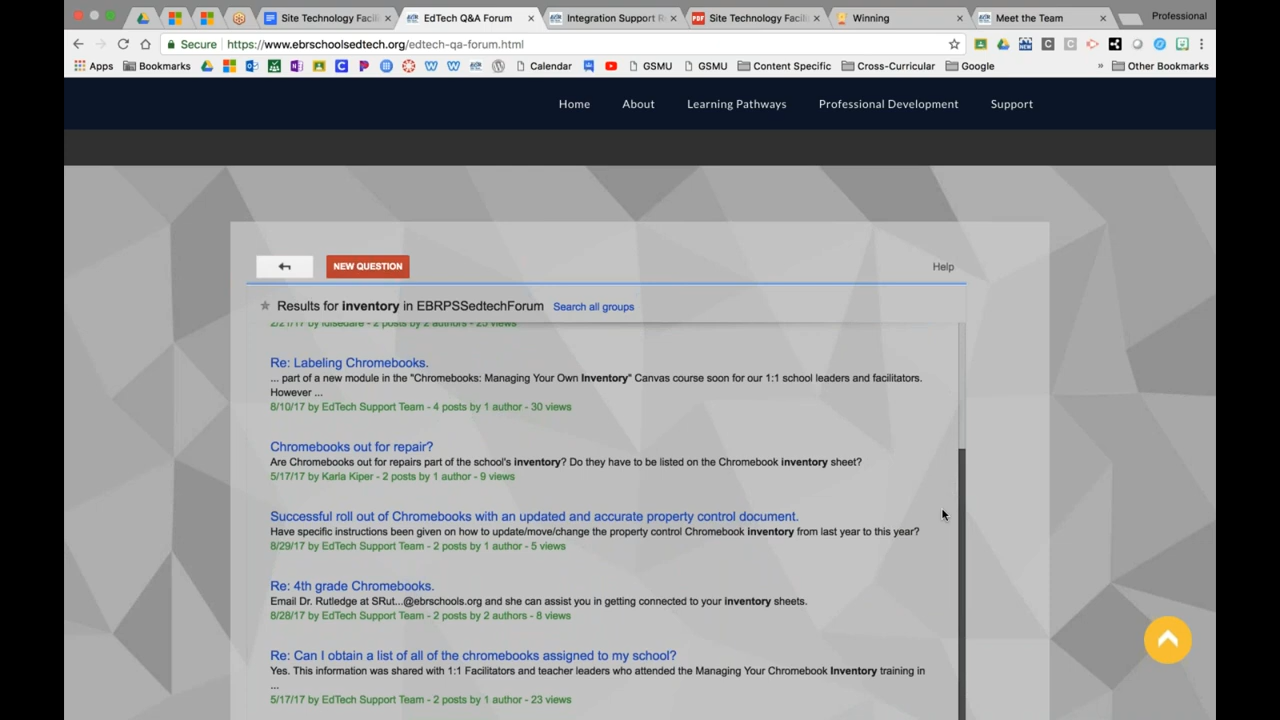 Site Technology Facili
EdTech Q&A Forum
Integration Support R
Site Technology Facil
Winning
Meet the Team
Professional
Secure
https://www.ebrschoolsedtech.org/edtech-qa-forum.html
Apps
Bookmarks
Calendar
GSMU
GSMU
Content Specific
Cross-Curricular
Google
»
Other Bookmarks
Home
About
Learning Pathways
Professional Development
Support
NEW QUESTION
Help
Results for inventory in EBRPSSedtechForum
Search all groups
Re: Labeling Chromebooks.
... part of a new module in the "Chromebooks: Managing Your Own Inventory" Canvas course soon for our 1:1 school leaders and facilitators.
However ...
8/10/17 by EdTech Support Team - 4 posts by 1 author - 30 views
Chromebooks out for repair?
Are Chromebooks out for repairs part of the school's inventory? Do they have to be listed on the Chromebook inventory sheet?
5/17/17 by Karla Kiper - 2 posts by 1 author - 9 views
Successful roll out of Chromebooks with an updated and accurate property control document.
Have specific instructions been given on how to update/move/change the property control Chromebook inventory from last year to this year?
8/29/17 by EdTech Support Team - 2 posts by 1 author - 5 views
Re: 4th grade Chromebooks.
Email Dr. Rutledge at SRut...@ebrschools.org and she can assist you in getting connected to your inventory sheets.
8/28/17 by EdTech Support Team - 2 posts by 2 authors - 8 views
Re: Can I obtain a list of all of the chromebooks assigned to my school?
Yes. This information was shared with 1:1 Facilitators and teacher leaders who attended the Managing Your Chromebook Inventory training in
...
5/17/17 by EdTech Support Team - 2 posts by 1 author - 23 views